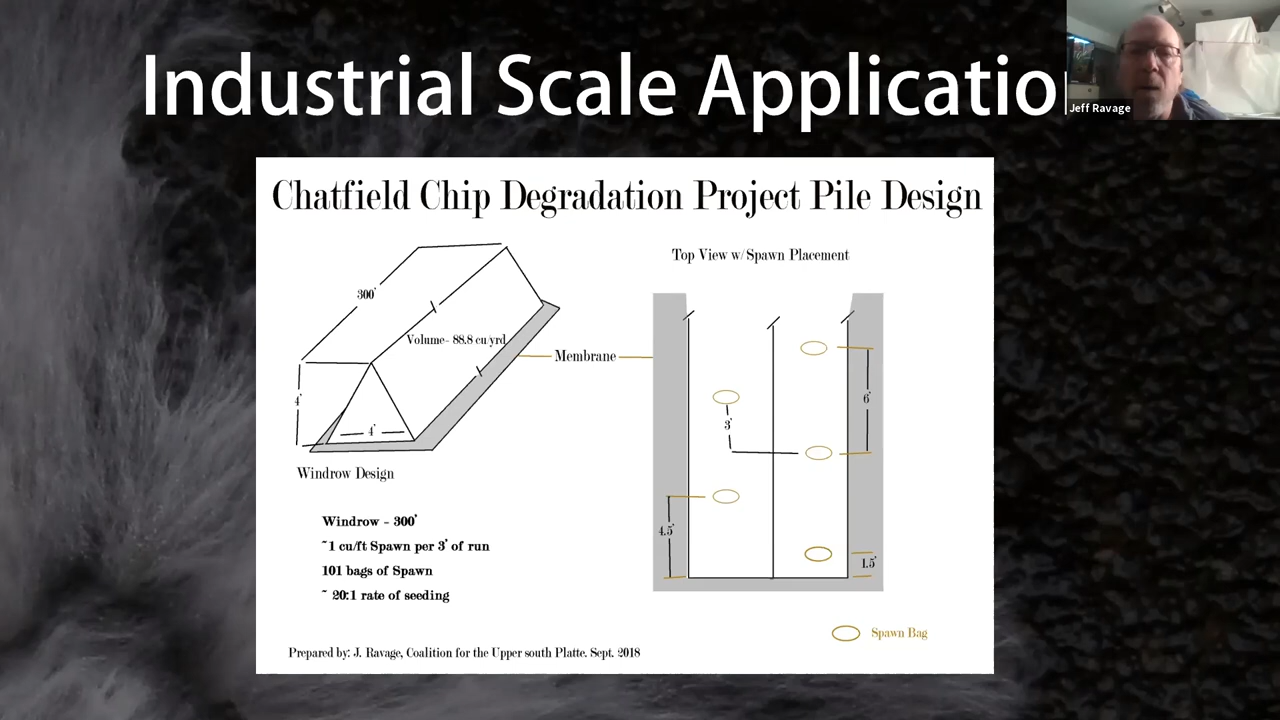 Industrial Scale Applicatio
Jeff Ravage
Chatfield Chip Degradation Project Pile Design
Top View w/Spawn Placement
300'
Volume- 88.8 cu/yrd
Membrane
4'
4'
Windrow Design
6'
3'
4.5'
1.5'
Windrow - 300'
~1 cu/ft Spawn per 3' of run
101 bags of Spawn
~ 20:1 rate of seeding
Spawn Bag
Prepared by: J. Ravage, Coalition for the Upper south Platte. Sept. 2018